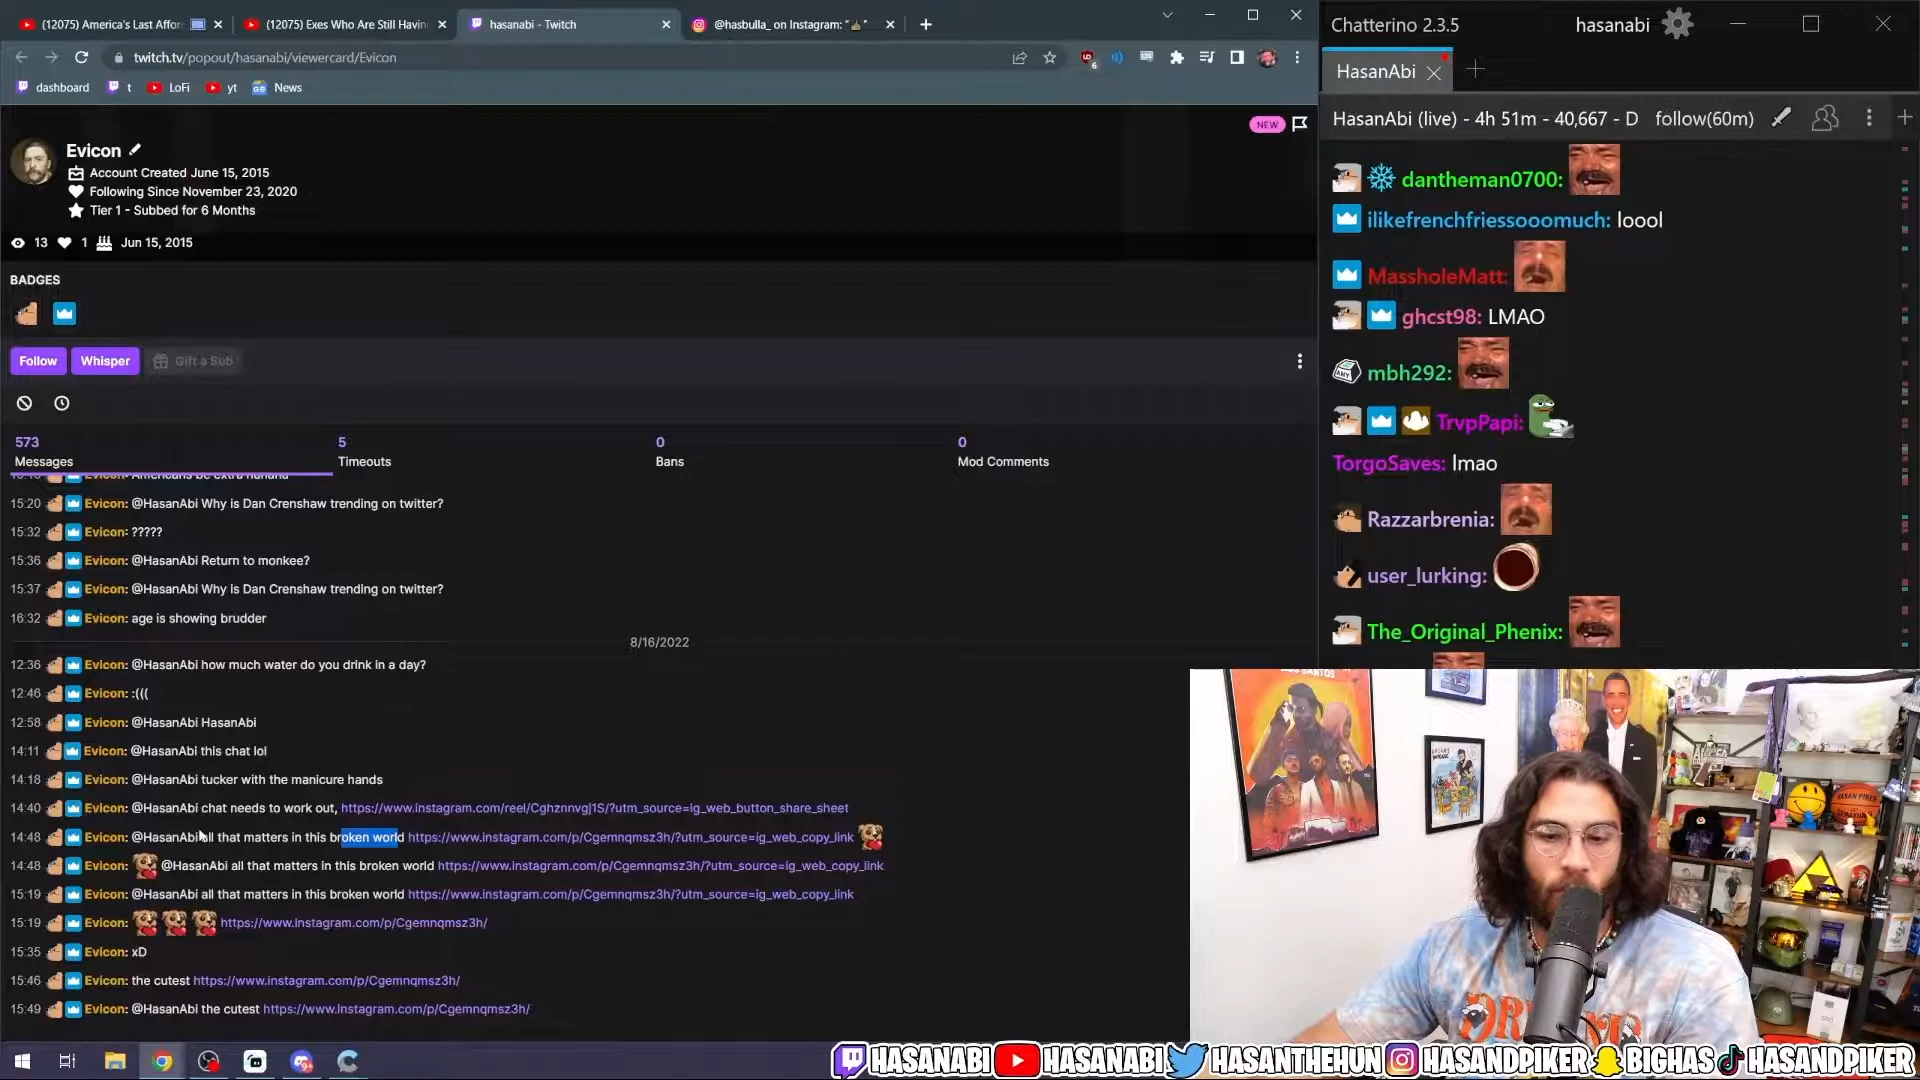 (12075) America's Last Affor
(12075) Exes Who Are Still Havin
hasanabi - Twitch
@hasbulla_ on Instagram: "
twitch.tv/popout/hasanabi/viewercard/Evicon
dashboard
t
LoFi
yt
News
NEW
Evicon
Account Created June 15, 2015
Following Since November 23, 2020
Tier 1 - Subbed for 6 Months
13
1
Jun 15, 2015
BADGES
Follow
Whisper
Gift a Sub
573
Messages
5
Timeouts
0
Bans
0
Mod Comments
15:20 Evicon: @HasanAbi Why is Dan Crenshaw trending on twitter?
15:32 Evicon: ?????
15:36 Evicon: @HasanAbi Return to monkee?
15:37 Evicon: @HasanAbi Why is Dan Crenshaw trending on twitter?
16:32 Evicon: age is showing brudder
8/16/2022
12:36 Evicon: @HasanAbi how much water do you drink in a day?
12:46 Evicon: :(((
12:58 Evicon: @HasanAbi HasanAbi
14:11 Evicon: @HasanAbi this chat lol
14:18 Evicon: @HasanAbi tucker with the manicure hands
14:40 Evicon: @HasanAbi chat needs to work out, https://www.instagram.com/reel/Cghznnvgj1S/?utm_source=ig_web_button_share_sheet
14:48 Evicon: @HasanAbi all that matters in this broken world https://www.instagram.com/p/Cgemnqmsz3h/?utm_source=ig_web_copy_link
14:48 Evicon: @HasanAbi all that matters in this broken world https://www.instagram.com/p/Cgemnqmsz3h/?utm_source=ig_web_copy_link
15:19 Evicon: @HasanAbi all that matters in this broken world https://www.instagram.com/p/Cgemnqmsz3h/?utm_source=ig_web_copy_link
15:19 Evicon: https://www.instagram.com/p/Cgemnqmsz3h/
15:35 Evicon: xD
15:46 Evicon: the cutest https://www.instagram.com/p/Cgemnqmsz3h/
15:49 Evicon: @HasanAbi the cutest https://www.instagram.com/p/Cgemnqmsz3h/
Chatterino 2.3.5
hasanabi
HasanAbi
HasanAbi (live) - 4h 51m - 40,667 - D
follow(60m)
dantheman0700:
ilikefrenchfriessooomuch: loool
MassholeMatt:
ghcst98: LMAO
mbh292:
TrvpPapi:
TorgoSaves: lmao
Razzarbrenia:
user_lurking:
The_Original_Phenix:
HASANABI HASANABI HASANTHEHUN HASANDPIKER BIGHAS HASANDPIKER